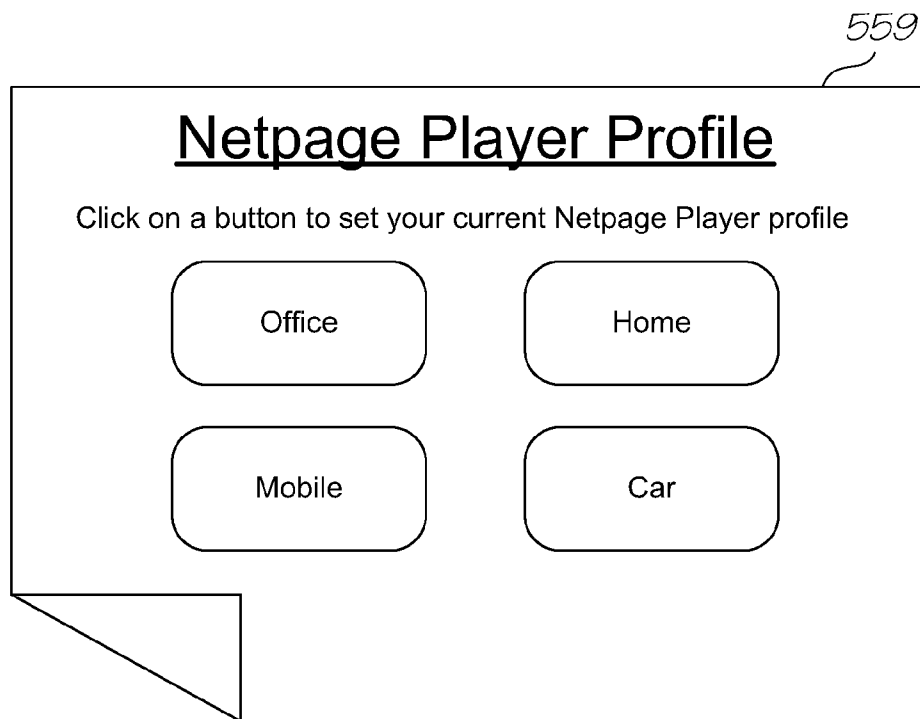 559
Netpage Player Profile
Click on a button to set your current Netpage Player profile
Office Home
Mobile Car